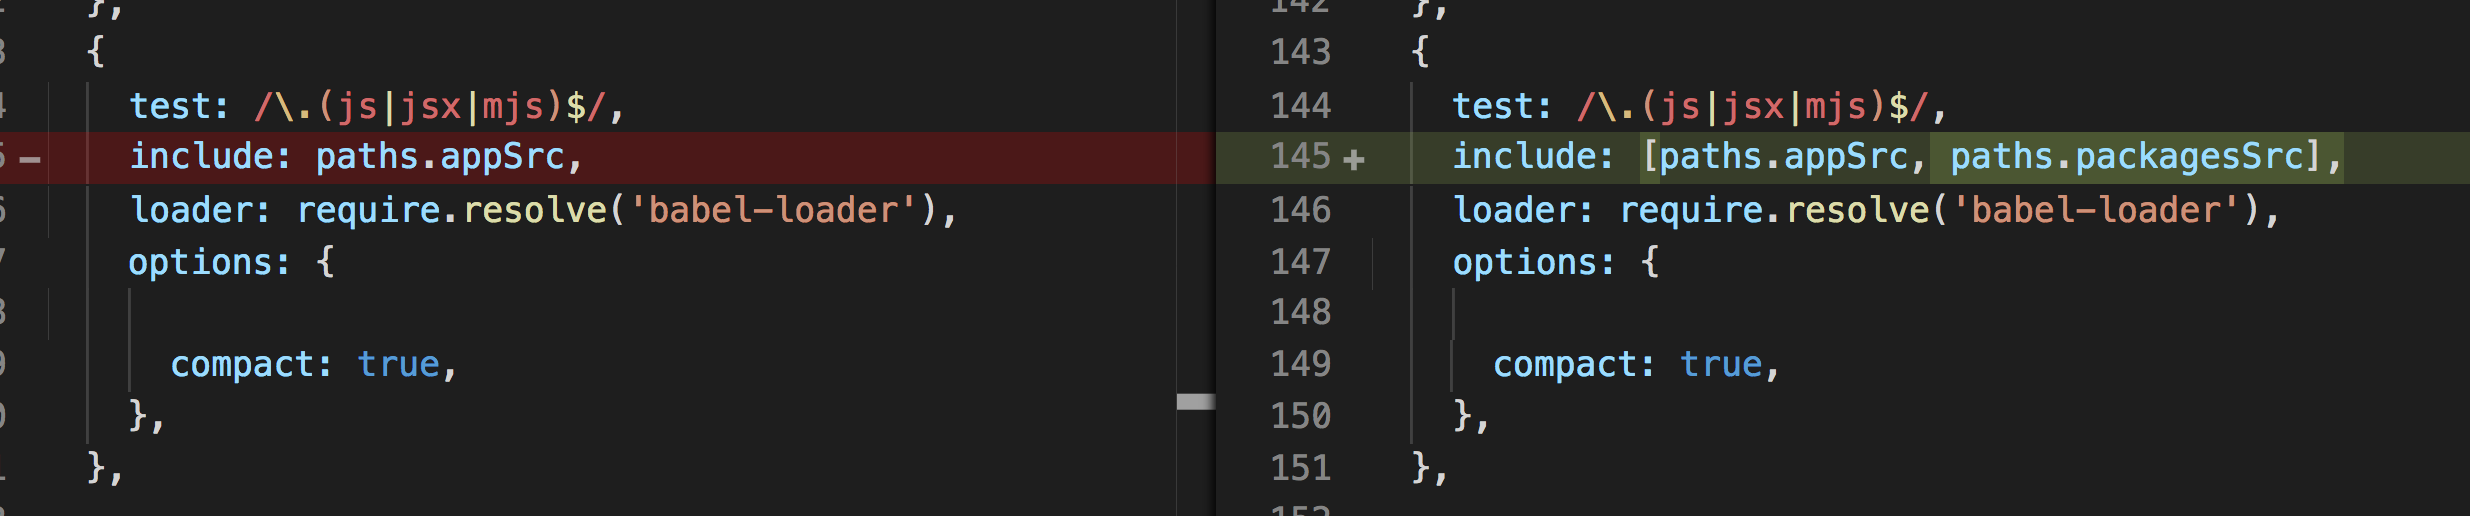 },
{
test: /\.(js|jsx|mjs)$/,
− include: paths.appSrc,
loader: require.resolve('babel-loader'),
options: {
compact: true,
},
},
142 },
143 {
144 test: /\.(js|jsx|mjs)$/,
145 + include: [paths.appSrc, paths.packagesSrc],
146 loader: require.resolve('babel-loader'),
147 options: {
148
149 compact: true,
150 },
151 },
152